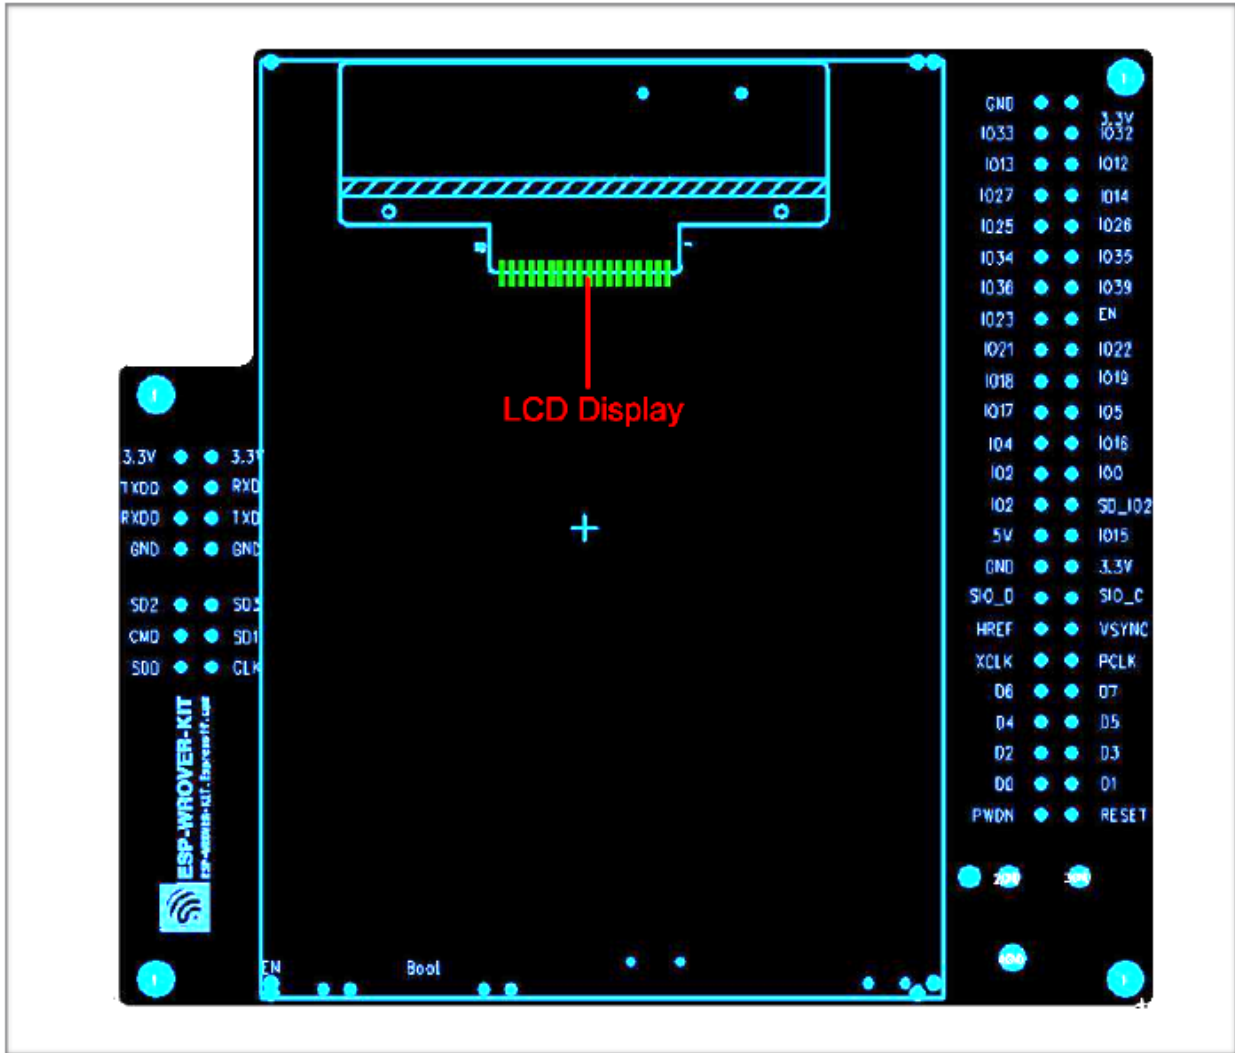 GND 3.3V
IO33 IO32
IO13 IO12
IO27 IO14
IO25 IO26
IO34 IO35
IO36 IO39
IO23 EN
IO21 IO22
IO18 IO19
IO17 IO5
IO4 IO16
IO2 IO0
IO2 SD_IO2
5V IO15
GND 3.3V
SIO_D SIO_C
HREF VSYNC
XCLK PCLK
D6 D7
D4 D5
D2 D3
D0 D1
PWDN RESET
LCD Display
3.3V 3.3V
TXD0 RXD
RXD0 TXD
GND GND
SD2 SD3
CMD SD1
SD0 CLK
ESP-WROVER-KIT
EN Boot